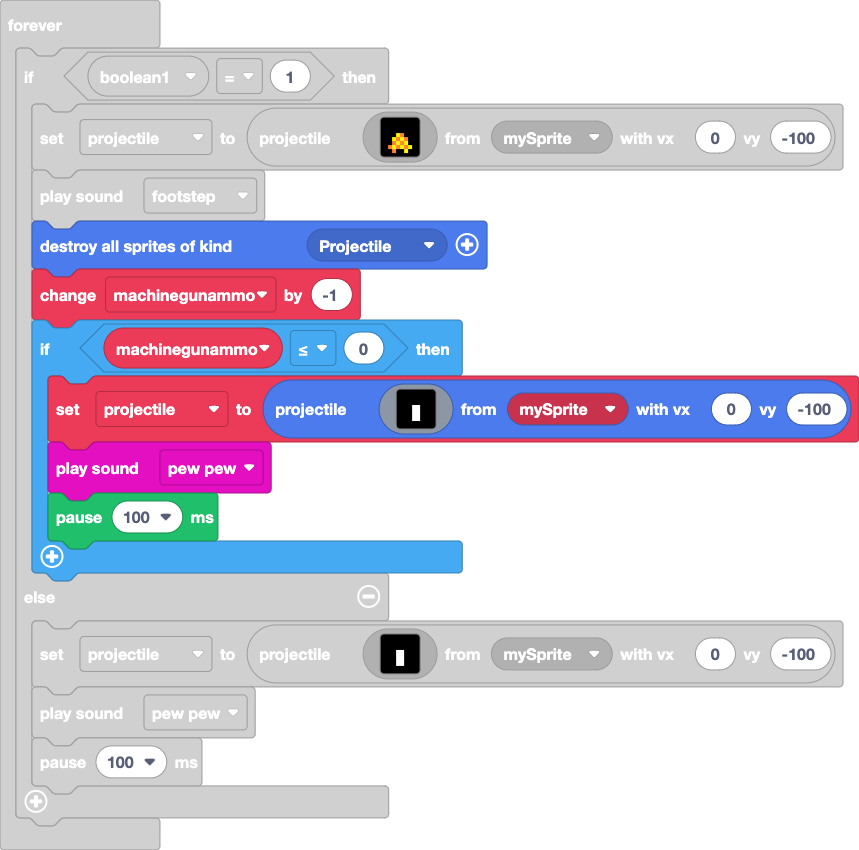 forever
if boolean1 = 1 then
set projectile to projectile from mySprite with vx 0 vy -100
play sound footstep
destroy all sprites of kind Projectile
change machinegunammo by -1
if machinegunammo ≤ 0 then
set projectile to projectile from mySprite with vx 0 vy -100
play sound pew pew
pause 100 ms
else
set projectile to projectile from mySprite with vx 0 vy -100
play sound pew pew
pause 100 ms